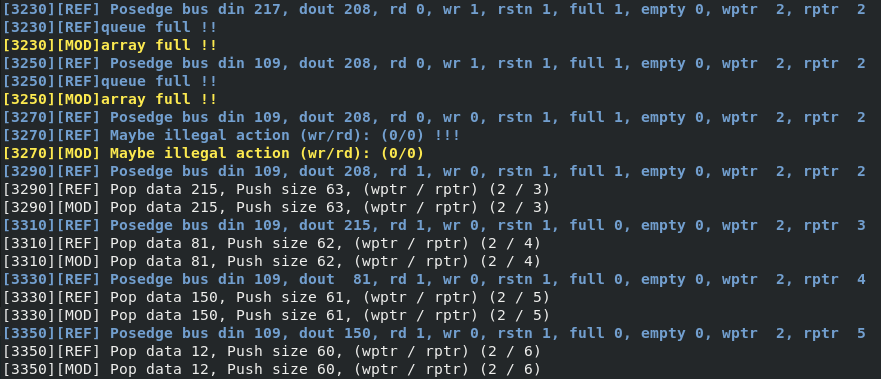 [3230][REF] Posedge bus din 217, dout 208, rd 0, wr 1, rstn 1, full 1, empty 0, wptr  2, rptr  2
[3230][REF]queue full !!
[3230][MOD]array full !!
[3250][REF] Posedge bus din 109, dout 208, rd 0, wr 1, rstn 1, full 1, empty 0, wptr  2, rptr  2
[3250][REF]queue full !!
[3250][MOD]array full !!
[3270][REF] Posedge bus din 109, dout 208, rd 0, wr 0, rstn 1, full 1, empty 0, wptr  2, rptr  2
[3270][REF] Maybe illegal action (wr/rd): (0/0) !!!
[3270][MOD] Maybe illegal action (wr/rd): (0/0)
[3290][REF] Posedge bus din 109, dout 208, rd 1, wr 0, rstn 1, full 1, empty 0, wptr  2, rptr  2
[3290][REF] Pop data 215, Push size 63, (wptr / rptr) (2 / 3)
[3290][MOD] Pop data 215, Push size 63, (wptr / rptr) (2 / 3)
[3310][REF] Posedge bus din 109, dout 215, rd 1, wr 0, rstn 1, full 0, empty 0, wptr  2, rptr  3
[3310][REF] Pop data 81, Push size 62, (wptr / rptr) (2 / 4)
[3310][MOD] Pop data 81, Push size 62, (wptr / rptr) (2 / 4)
[3330][REF] Posedge bus din 109, dout  81, rd 1, wr 0, rstn 1, full 0, empty 0, wptr  2, rptr  4
[3330][REF] Pop data 150, Push size 61, (wptr / rptr) (2 / 5)
[3330][MOD] Pop data 150, Push size 61, (wptr / rptr) (2 / 5)
[3350][REF] Posedge bus din 109, dout 150, rd 1, wr 0, rstn 1, full 0, empty 0, wptr  2, rptr  5
[3350][REF] Pop data 12, Push size 60, (wptr / rptr) (2 / 6)
[3350][MOD] Pop data 12, Push size 60, (wptr / rptr) (2 / 6)